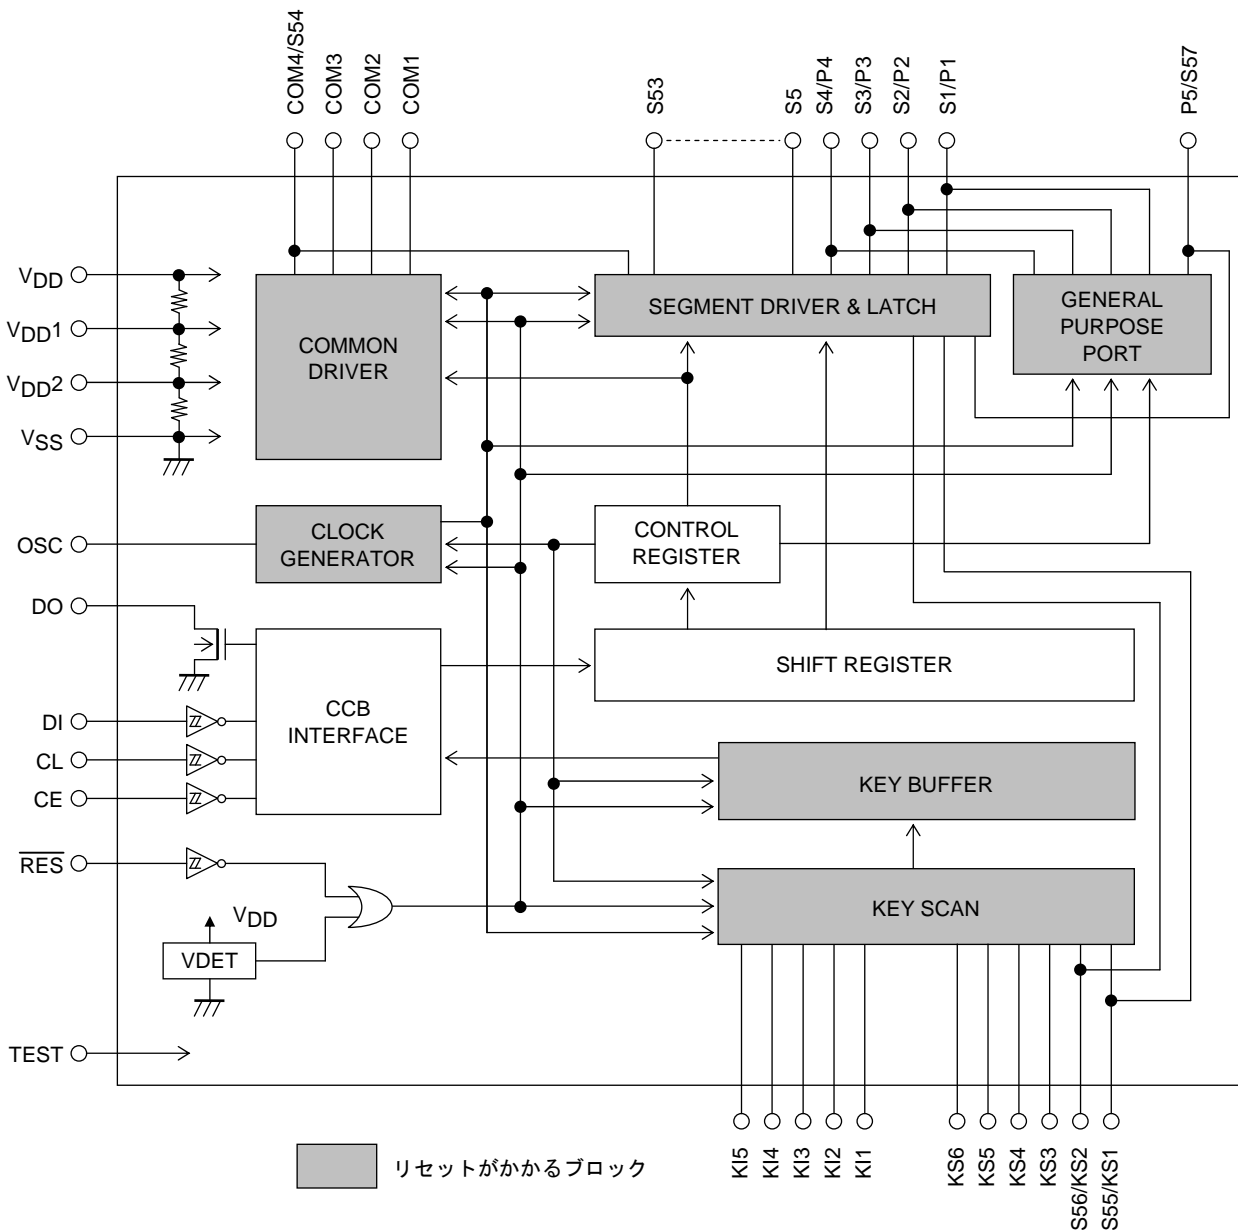 COM4/S54
COM3
COM2
COM1
S53
S5
S4/P4
S3/P3
S2/P2
S1/P1
P5/S57
VDD
VDD1
VDD2
VSS
COMMON
DRIVER
SEGMENT DRIVER & LATCH
GENERAL
PURPOSE
PORT
OSC
CLOCK
GENERATOR
CONTROL
REGISTER
DO
SHIFT REGISTER
CCB
INTERFACE
DI
CL
CE
KEY BUFFER
RES
KEY SCAN
VDD
VDET
TEST
KI5
KI4
KI3
KI2
KI1
KS6
KS5
KS4
KS3
S56/KS2
S55/KS1
リセットがかかるブロック